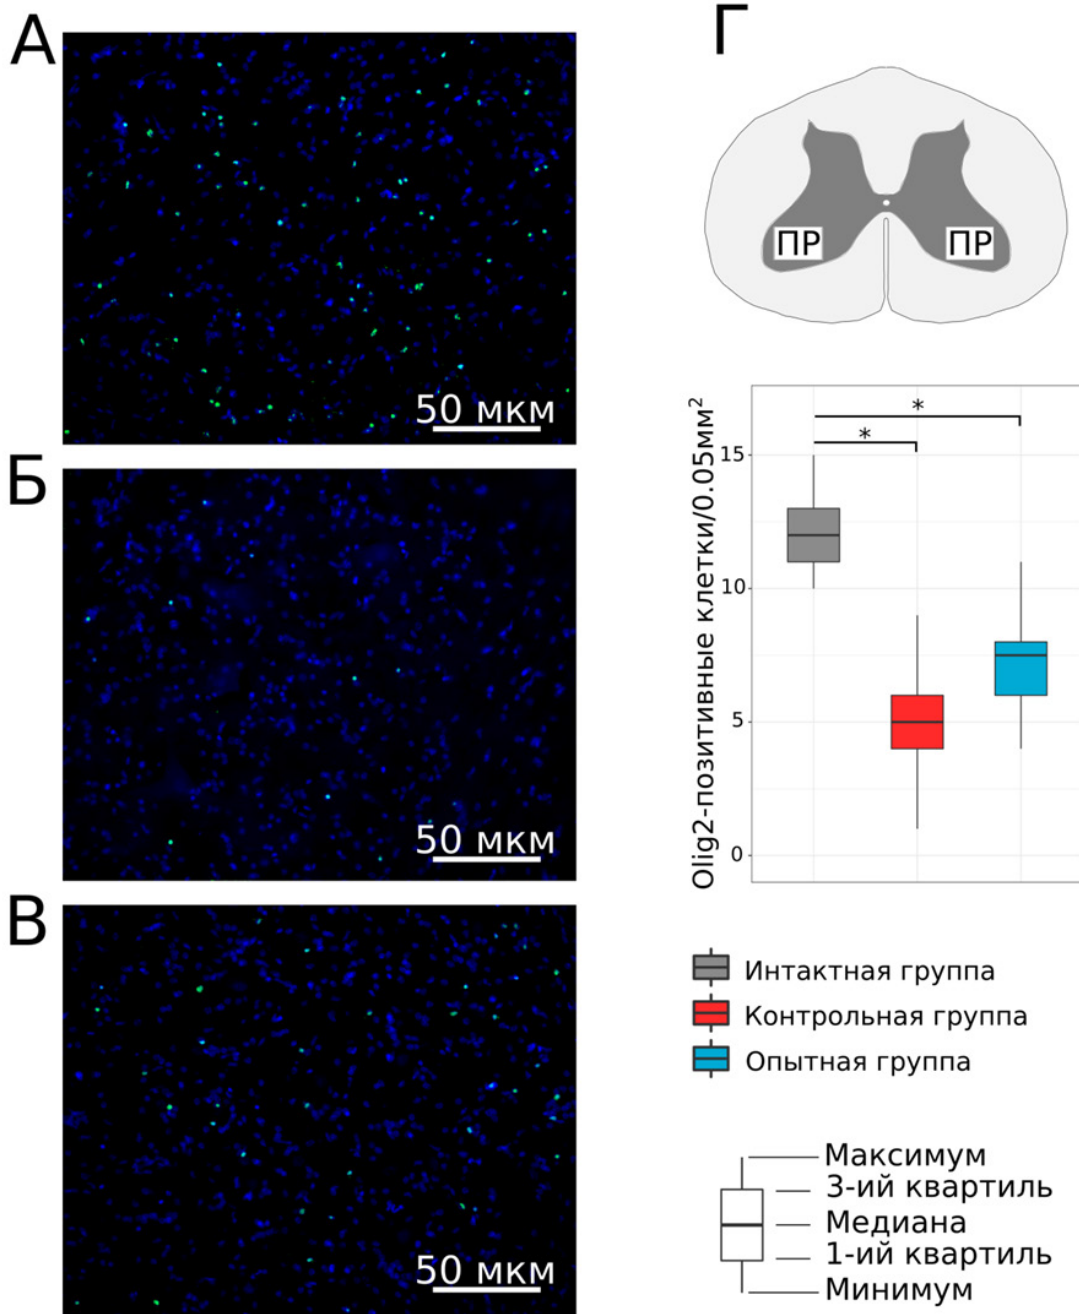 А
50 мкм
Б
50 мкм
В
50 мкм
Г
ПР ПР
Olig2-позитивные клетки/0.05мм²
* 
*
15
10
5
0
Интактная группа
Контрольная группа
Опытная группа
Максимум
3-ий квартиль
Медиана
1-ий квартиль
Минимум